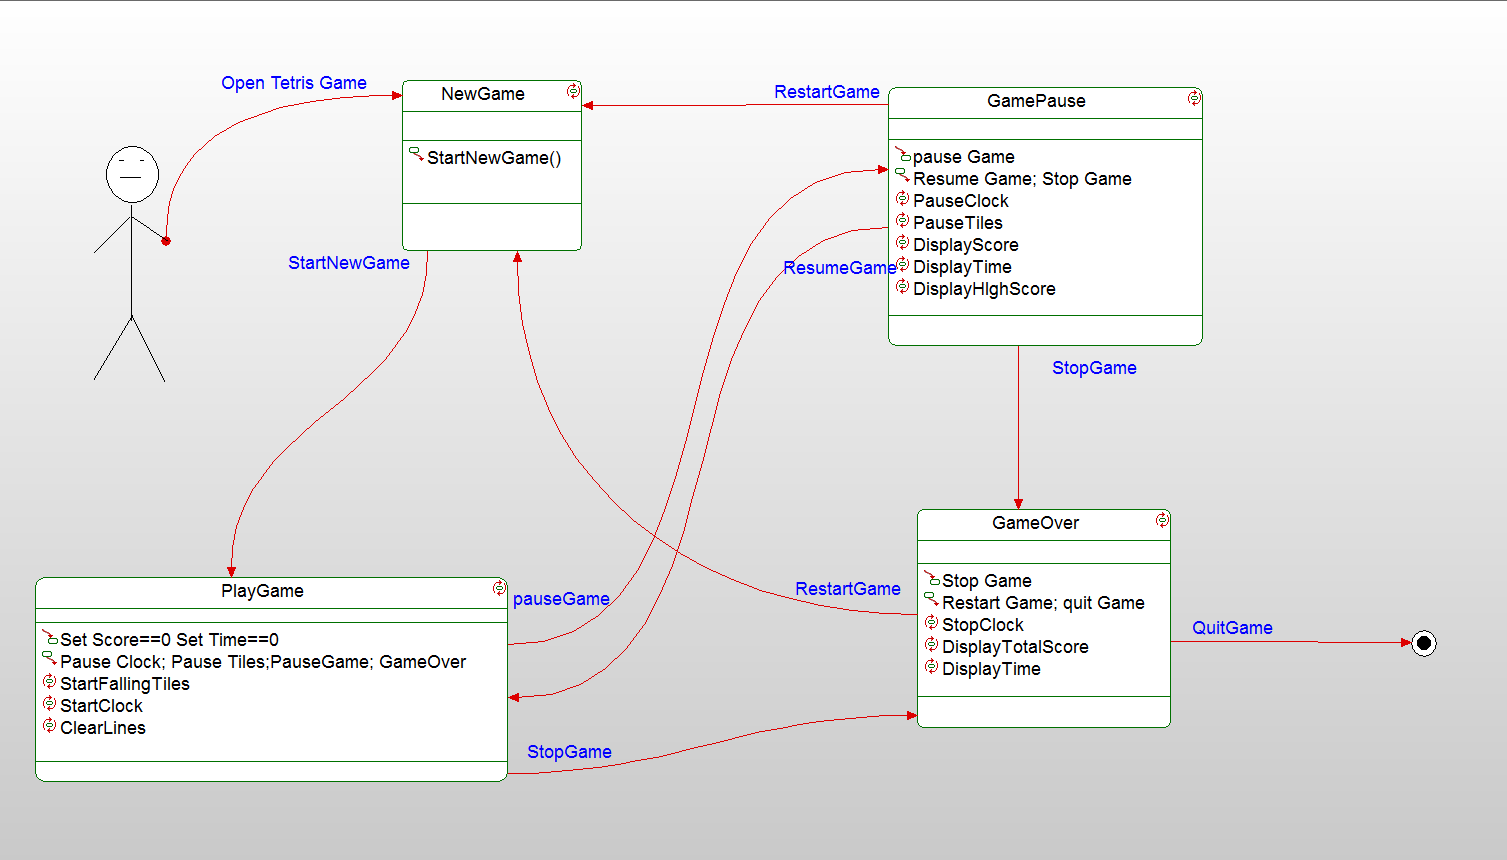 Open Tetris Game
NewGame
StartNewGame()
StartNewGame
RestartGame
GamePause
pause Game
Resume Game; Stop Game
PauseClock
PauseTiles
DisplayScore
DisplayTime
DisplayHIghScore
ResumeGame
StopGame
GameOver
Stop Game
Restart Game; quit Game
StopClock
DisplayTotalScore
DisplayTime
RestartGame
QuitGame
PlayGame
Set Score==0 Set Time==0
Pause Clock; Pause Tiles;PauseGame; GameOver
StartFallingTiles
StartClock
ClearLines
pauseGame
StopGame